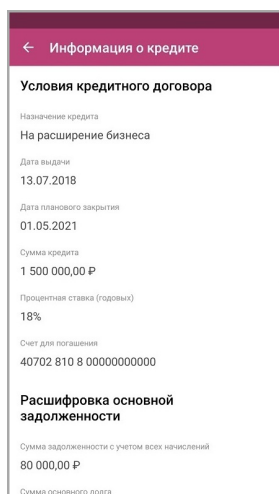 Информация о кредите
Условия кредитного договора
Назначение кредита
На расширение бизнеса
Дата выдачи
13.07.2018
Дата планового закрытия
01.05.2021
Сумма кредита
1 500 000,00 ₽
Процентная ставка (годовых)
18%
Счет для погашения
40702 810 8 00000000000
Расшифровка основной
задолженности
Сумма задолженности с учетом всех начислений
80 000,00 ₽
Сумма основного долга